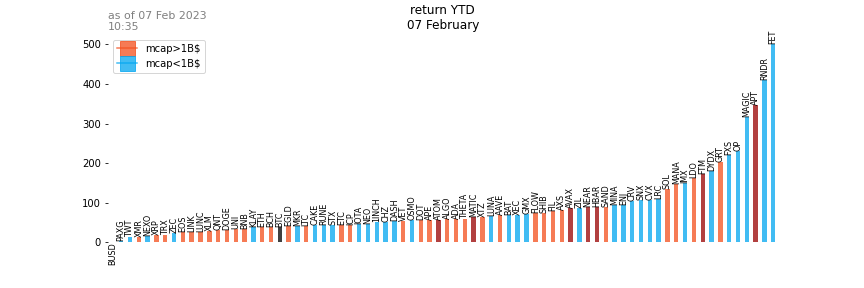 as of 07 Feb 2023
10:35
return YTD
07 February
mcap>1B$
mcap<1B$
500
400
300
200
100
0
BUSD
PAXG
TWT
XMR
NEXO
XRP
TRX
ZEC
EOS
LINK
LUNC
XLM
QNT
DOGE
UNI
BNB
KLAY
ETH
BCH
BTC
EGLD
MKR
LTC
CAKE
RUNE
STX
ETC
ICP
IOTA
NEO
1INCH
CHZ
DASH
VET
OSMO
DOT
APE
ATOM
ALGO
ADA
THETA
MATIC
XTZ
LUNA
AAVE
BAT
XEC
GMX
FLOW
SHIB
FIL
AXS
AVAX
ZIL
NEAR
HBAR
SAND
MINA
ENJ
CRV
SNX
CVX
LRC
SOL
MANA
IMX
LDO
FTM
DYDX
GRT
FXS
OP
MAGIC
APT
RNDR
FET